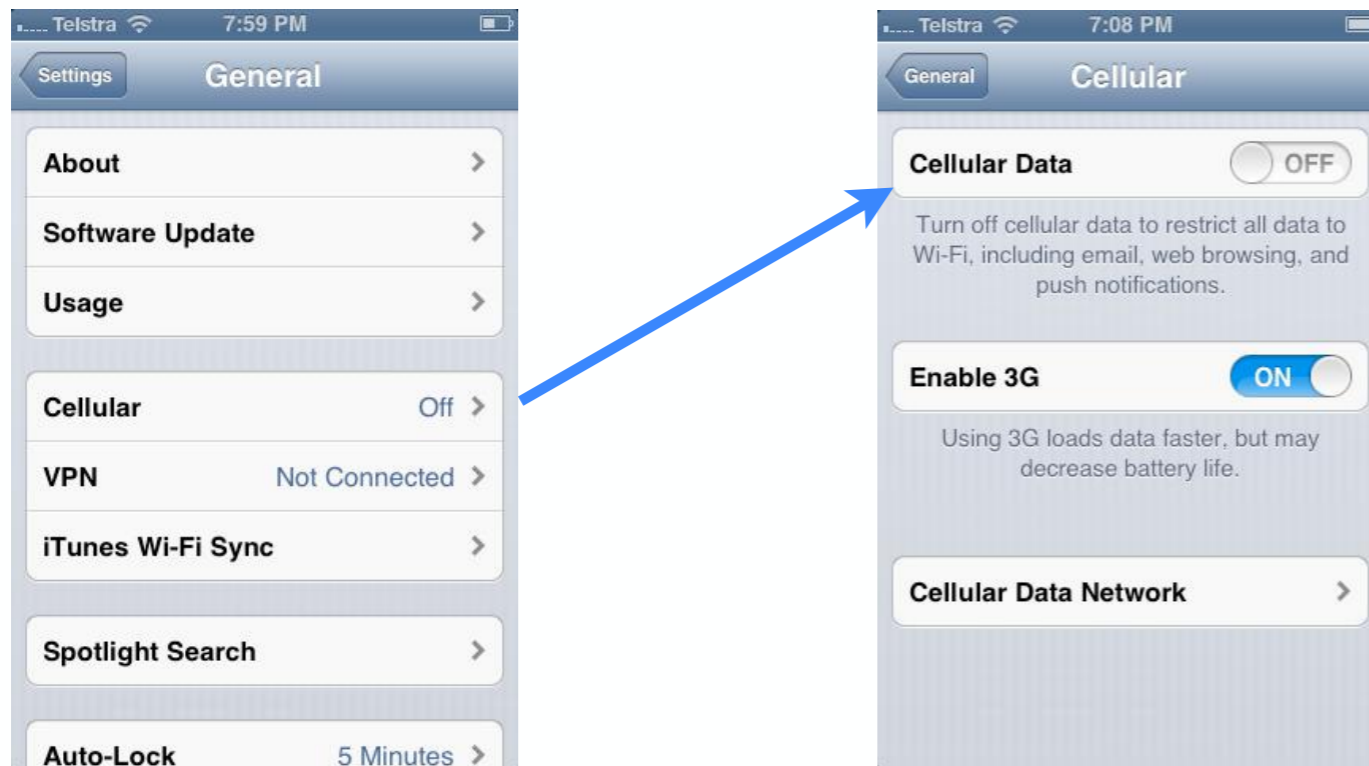 Telstra 7:59 PM
Settings General
About
Software Update
Usage
Cellular Off
VPN Not Connected
iTunes Wi-Fi Sync
Spotlight Search
Auto-Lock 5 Minutes
Telstra 7:08 PM
General Cellular
Cellular Data OFF
Turn off cellular data to restrict all data to
Wi-Fi, including email, web browsing, and
push notifications.
Enable 3G ON
Using 3G loads data faster, but may
decrease battery life.
Cellular Data Network